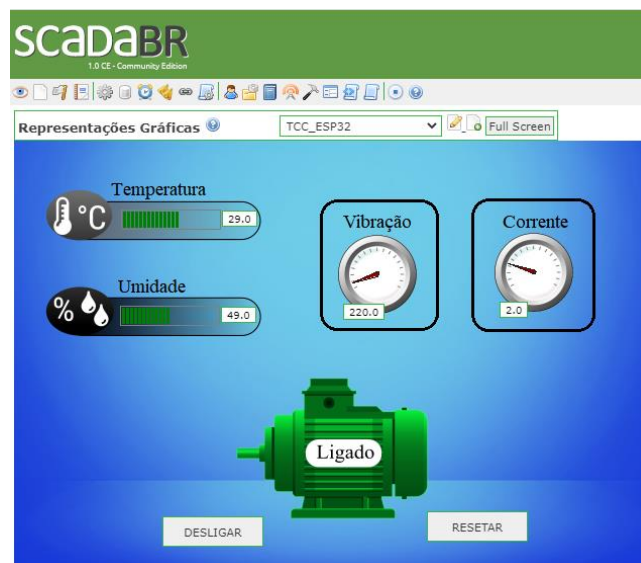 SCADABR
1.0 CE - Community Edition
Representações Gráficas
TCC_ESP32
Full Screen
Temperatura
°C
29.0
Umidade
%
49.0
Vibração
220.0
Corrente
2.0
Ligado
DESLIGAR
RESETAR